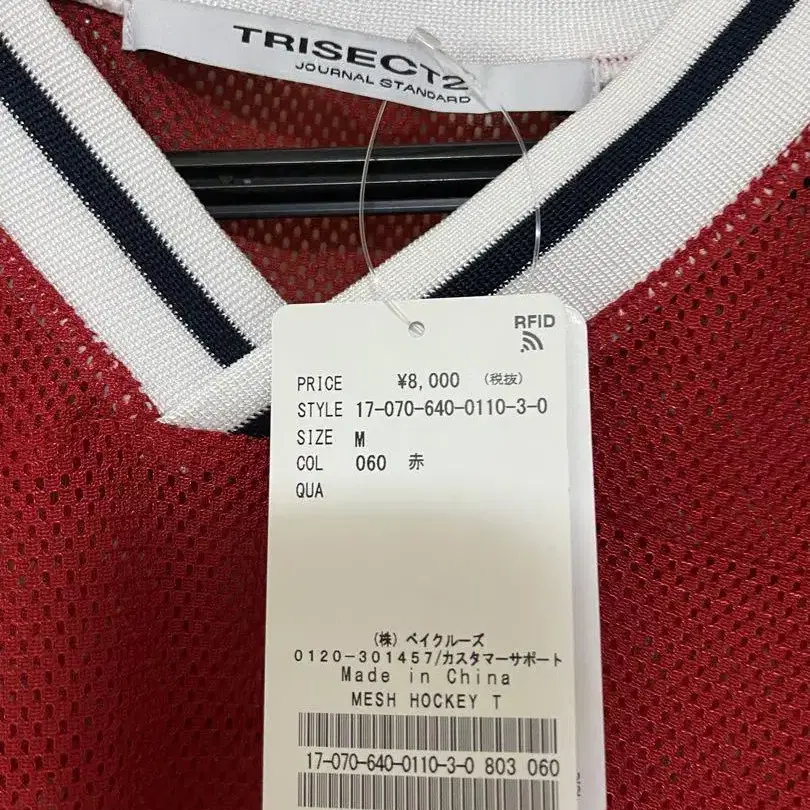 TRISECT2
JOURNAL STANDARD
RFID
PRICE ¥8,000 (税抜)
STYLE 17-070-640-0110-3-0
SIZE M
COL 060 赤
QUA
(株) ベイクルーズ
0120-301457/カスタマーサポート
Made in China
MESH HOCKEY T
17-070-640-0110-3-0 803 060